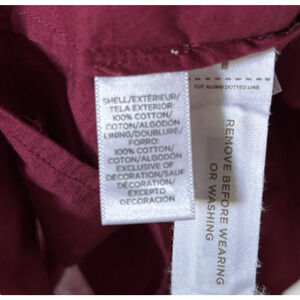 SHELL/EXTÉRIEUR/
TELA EXTERIOR:
100% COTTON/
COTON/ALGODÓN
LINING/DOUBLURE/
FORRO:
100% COTTON/
COTON/ALGODÓN
EXCLUSIVE OF
DECORATION/SAUF
DECORATION/
EXCEPTO
DECORACIÓN
CUT ALONG DOTTED LINE
REMOVE BEFORE WEARING
OR WASHING